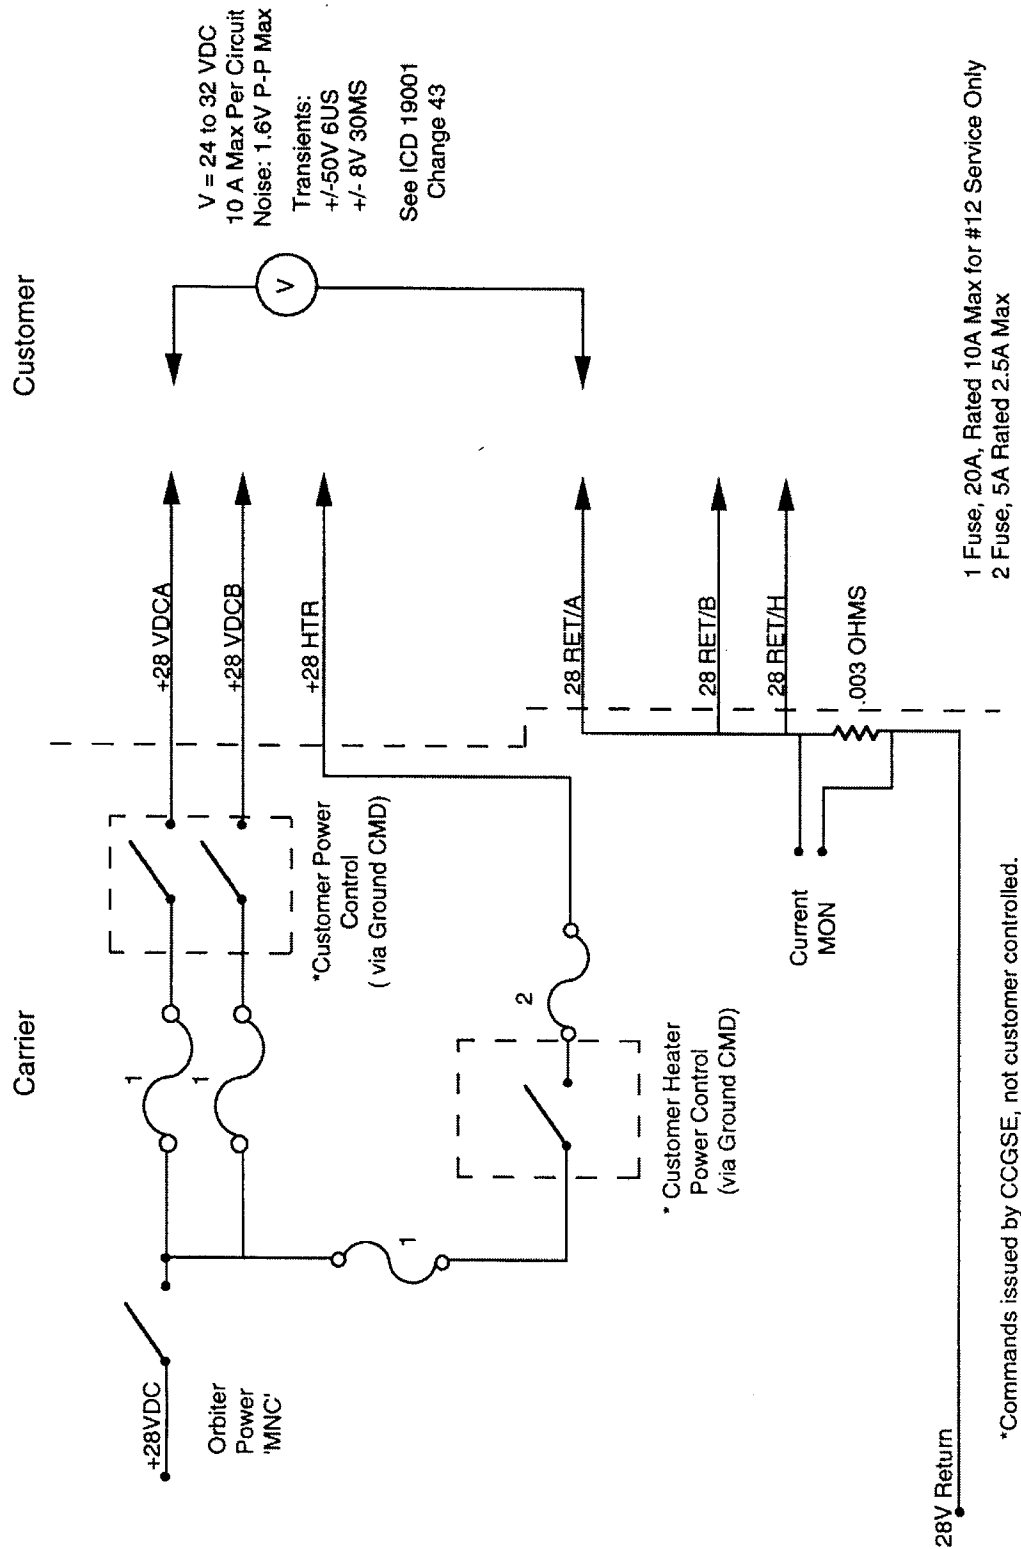 Carrier
Customer
+28VDC
Orbiter
Power
'MNC'
1
1
1
2
*Customer Power
Control
( via Ground CMD)
* Customer Heater
Power Control
(via Ground CMD)
+28 VDCA
+28 VDCB
+28 HTR
28 RET/A
28 RET/B
28 RET/H
.003 OHMS
Current
MON
28V Return
V
V = 24 to 32 VDC
10 A Max Per Circuit
Noise: 1.6V P-P Max
Transients:
+/-50V 6US
+/- 8V 30MS
See ICD 19001
Change 43
1 Fuse, 20A, Rated 10A Max for #12 Service Only
2 Fuse, 5A Rated 2.5A Max
*Commands issued by CCGSE, not customer controlled.